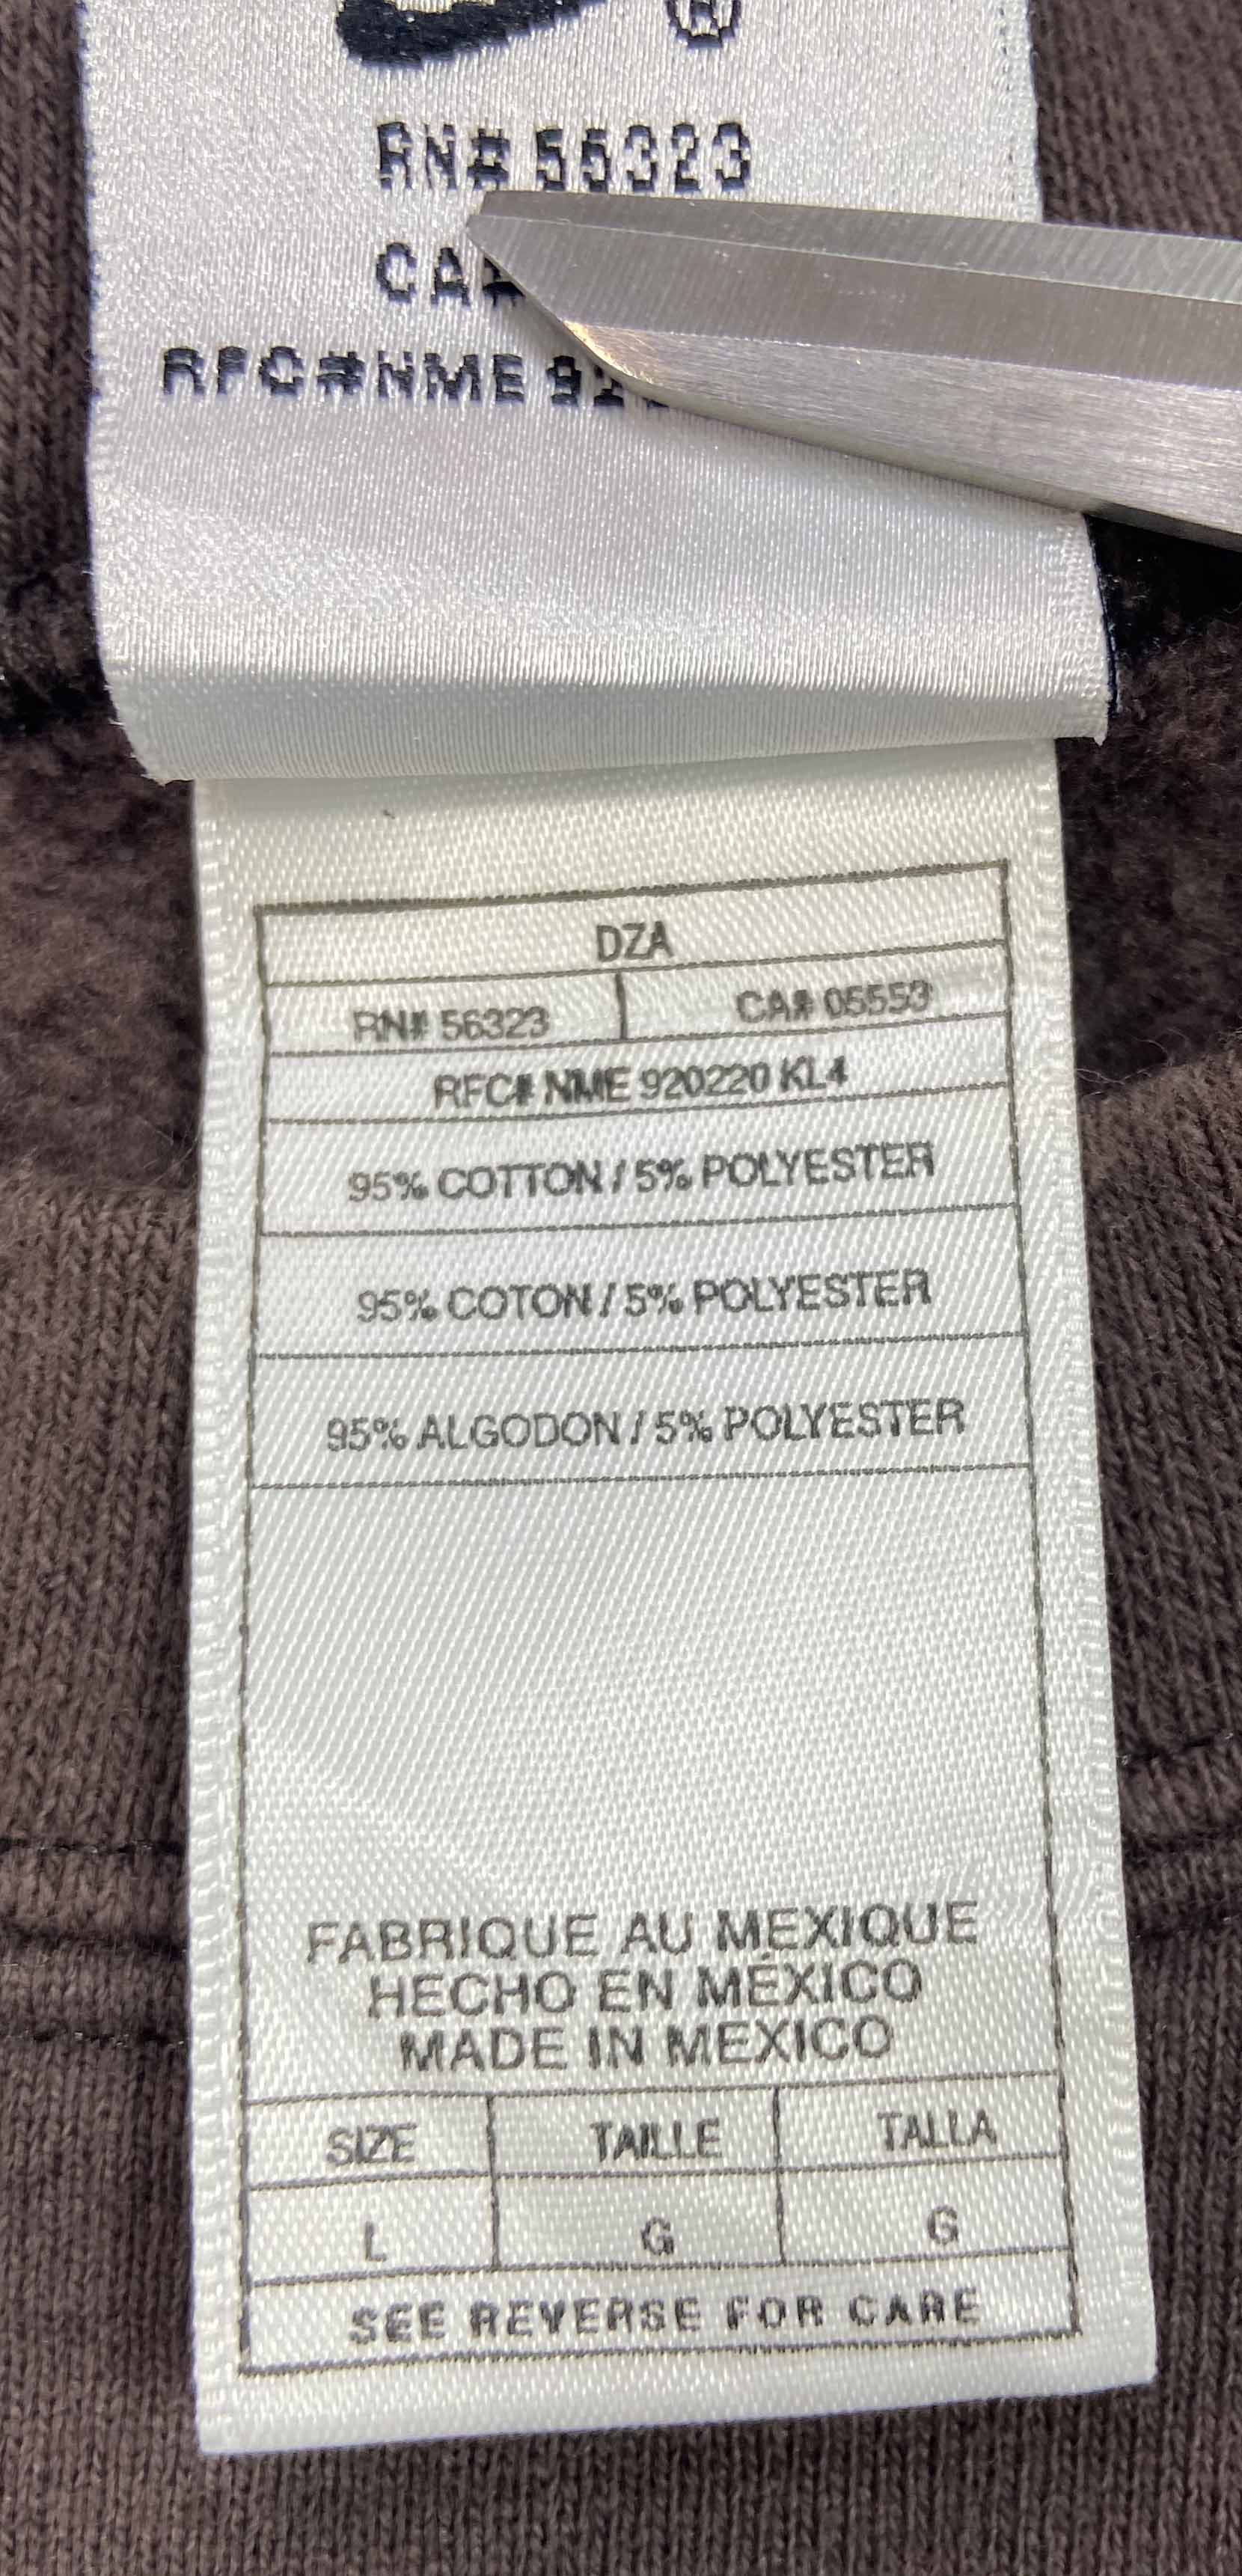 ®
RN# 56323
RFC#NME
DZA
RN# 56323 CA# 05553
RFC# NME 920220 KL4
95% COTTON / 5% POLYESTER
95% COTON / 5% POLYESTER
95% ALGODON / 5% POLYESTER
FABRIQUE AU MEXIQUE
HECHO EN MÉXICO
MADE IN MEXICO
SIZE TAILLE TALLA
L G G
SEE REVERSE FOR CARE